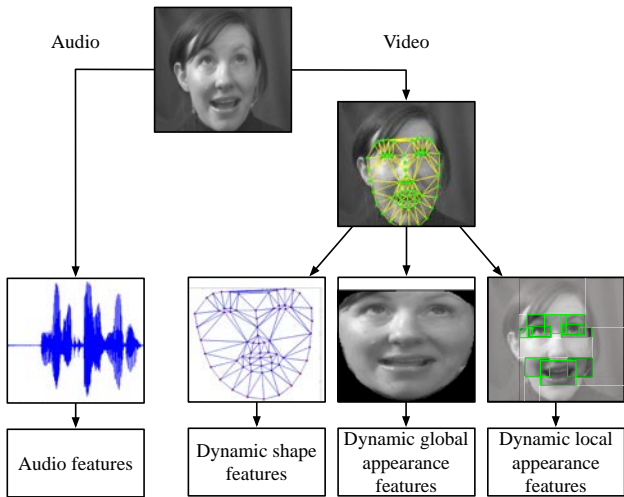 Audio
Video
Audio features
Dynamic shape
features
Dynamic global
appearance
features
Dynamic local
appearance
features